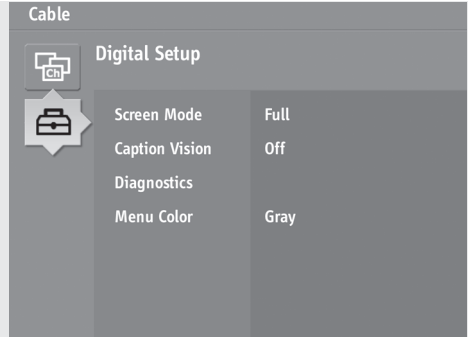 Cable
Ch
Digital Setup
Screen Mode Full
Caption Vision Off
Diagnostics
Menu Color Gray